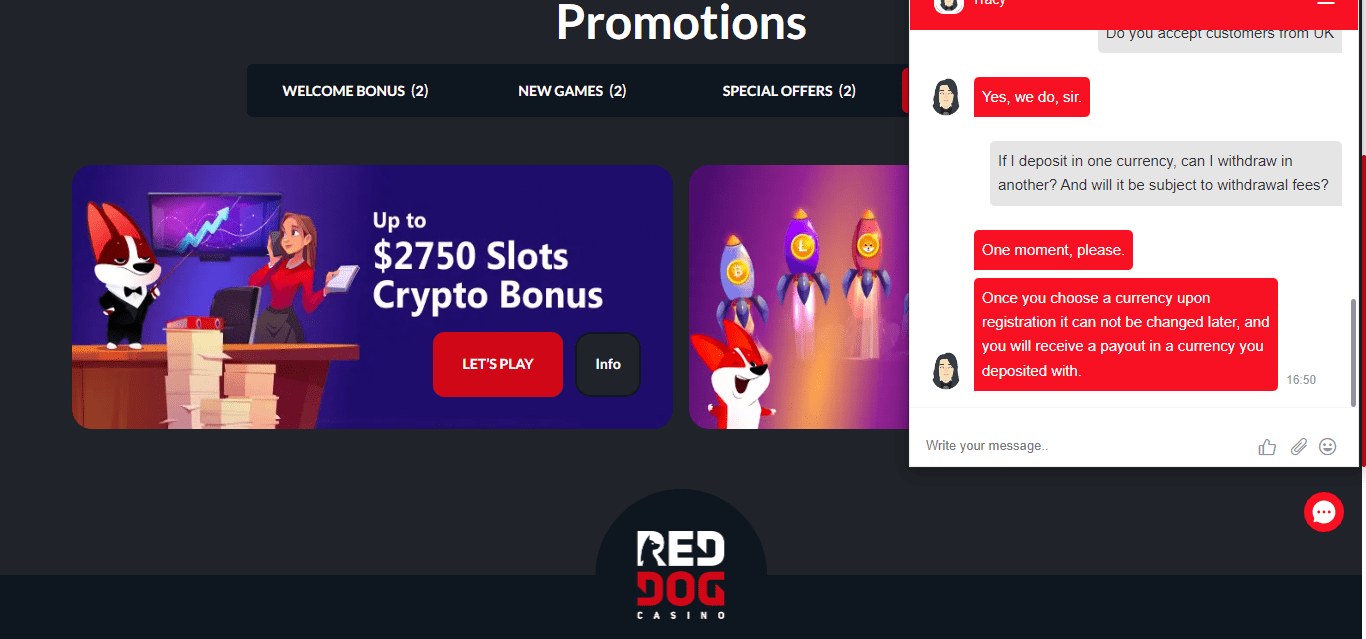 Promotions
WELCOME BONUS (2)
NEW GAMES (2)
SPECIAL OFFERS (2)
Up to
$2750 Slots
Crypto Bonus
LET'S PLAY
Info
RED
DOG
CASINO
Tracy
Do you accept customers from UK
Yes, we do, sir.
If I deposit in one currency, can I withdraw in
another? And will it be subject to withdrawal fees?
One moment, please.
Once you choose a currency upon
registration it can not be changed later, and
you will receive a payout in a currency you
deposited with.
16:50
Write your message..